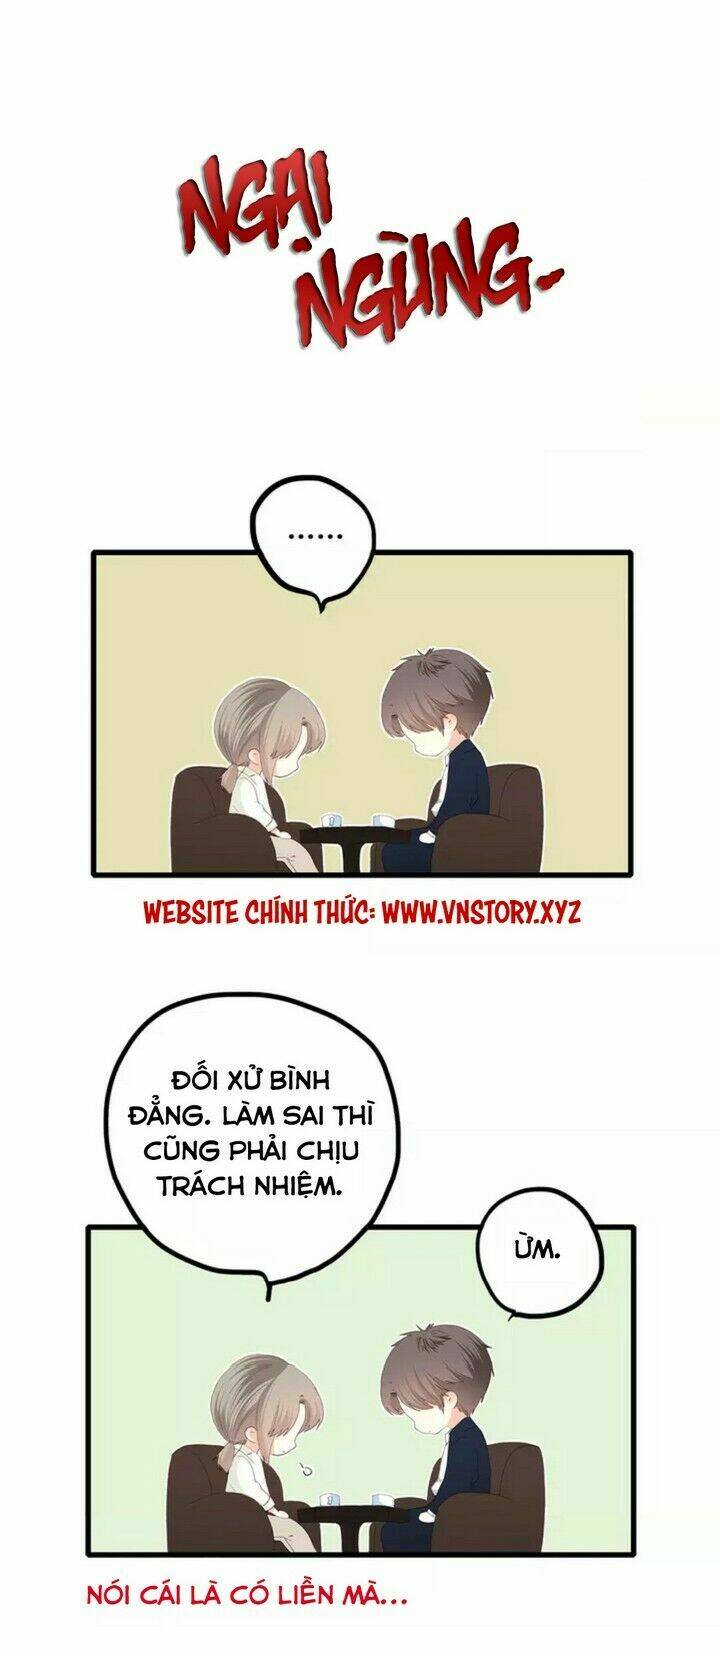 NGẠI
NGÙNG-
......
WEBSITE CHÍNH THỨC: WWW.VNSTORY.XYZ
ĐỐI XỬ BÌNH
ĐẲNG. LÀM SAI THÌ
CŨNG PHẢI CHỊU
TRÁCH NHIỆM.
ỪM.
NÓI CÁI LÀ CÓ LIỀN MÀ...